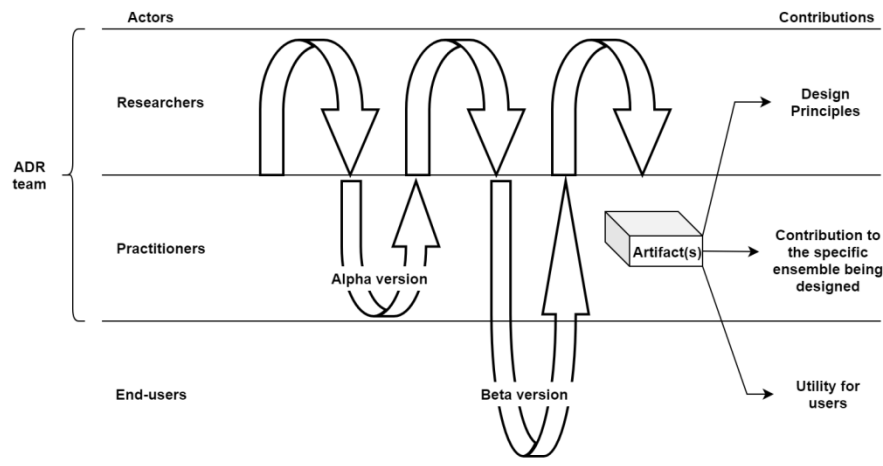 Actors
Contributions
Researchers
Design
Principles
ADR
team
Practitioners
Alpha version
Artifact(s)
Contribution to
the specific
ensemble being
designed
End-users
Beta version
Utility for
users